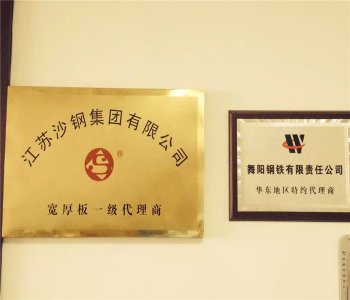 江苏沙钢集团有限公司
®
宽厚板一级代理商
舞阳钢铁有限责任公司
华东地区特约代理商